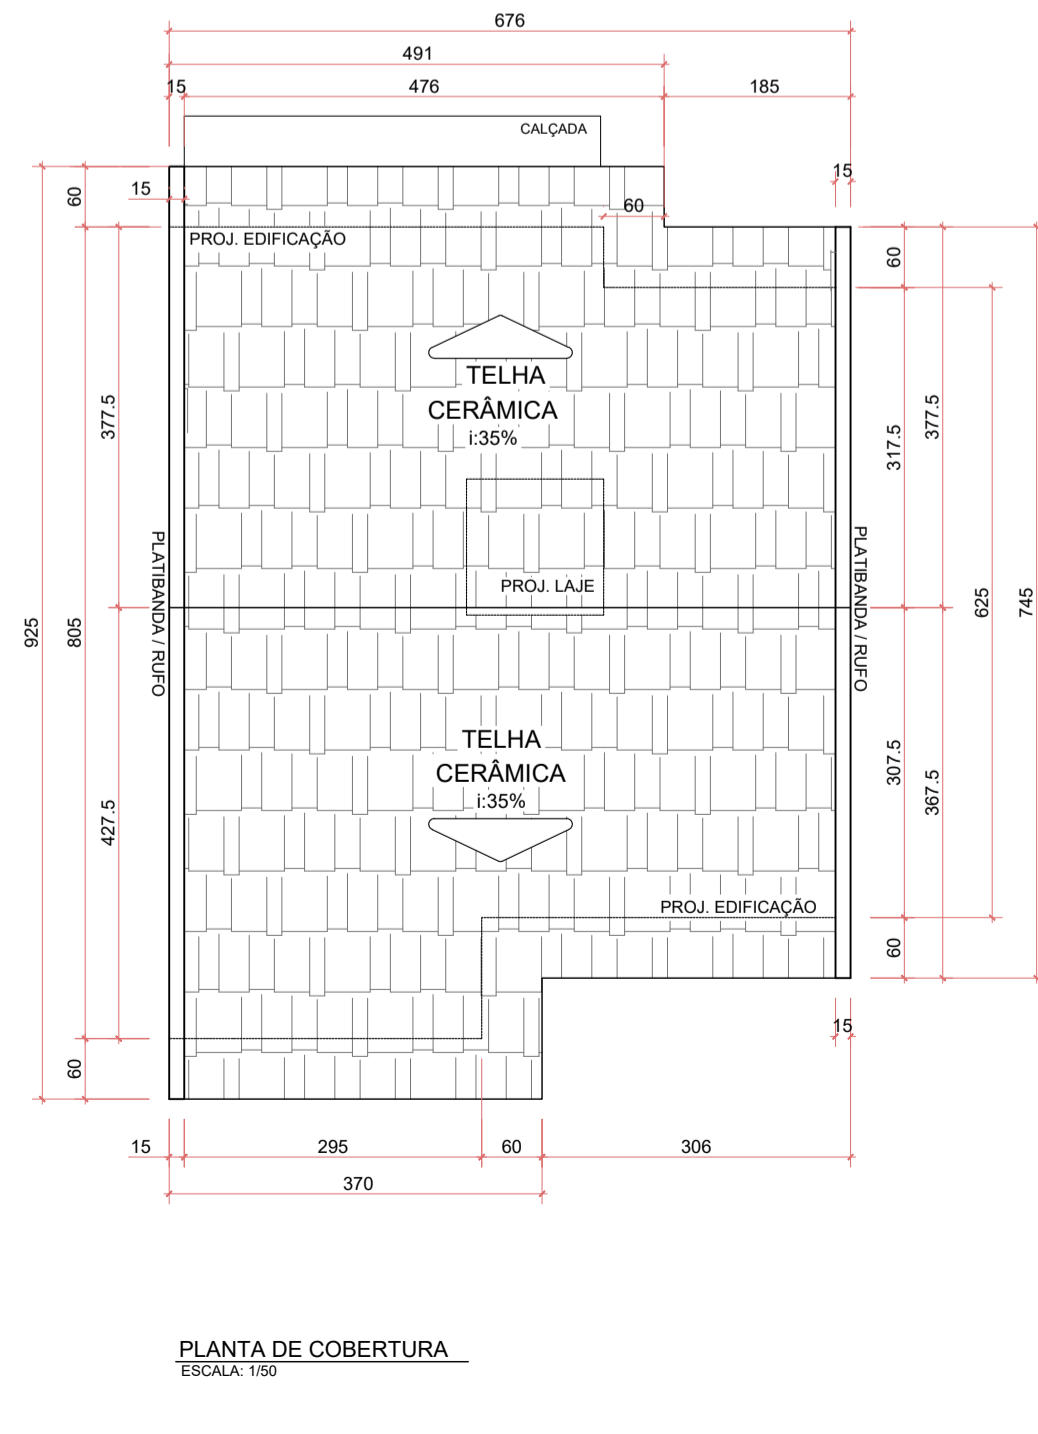 676
491
15
476
185
CALÇADA
15
60
15
60
PROJ. EDIFICAÇÃO
60
377.5
TELHA
CERÂMICA
i:35%
317.5
377.5
PROJ. LAJE
PLATIBANDA / RUFO
PLATIBANDA / RUFO
925
805
625
745
TELHA
CERÂMICA
i:35%
427.5
307.5
367.5
PROJ. EDIFICAÇÃO
60
15
60
15
295
60
306
370
PLANTA DE COBERTURA
ESCALA: 1/50